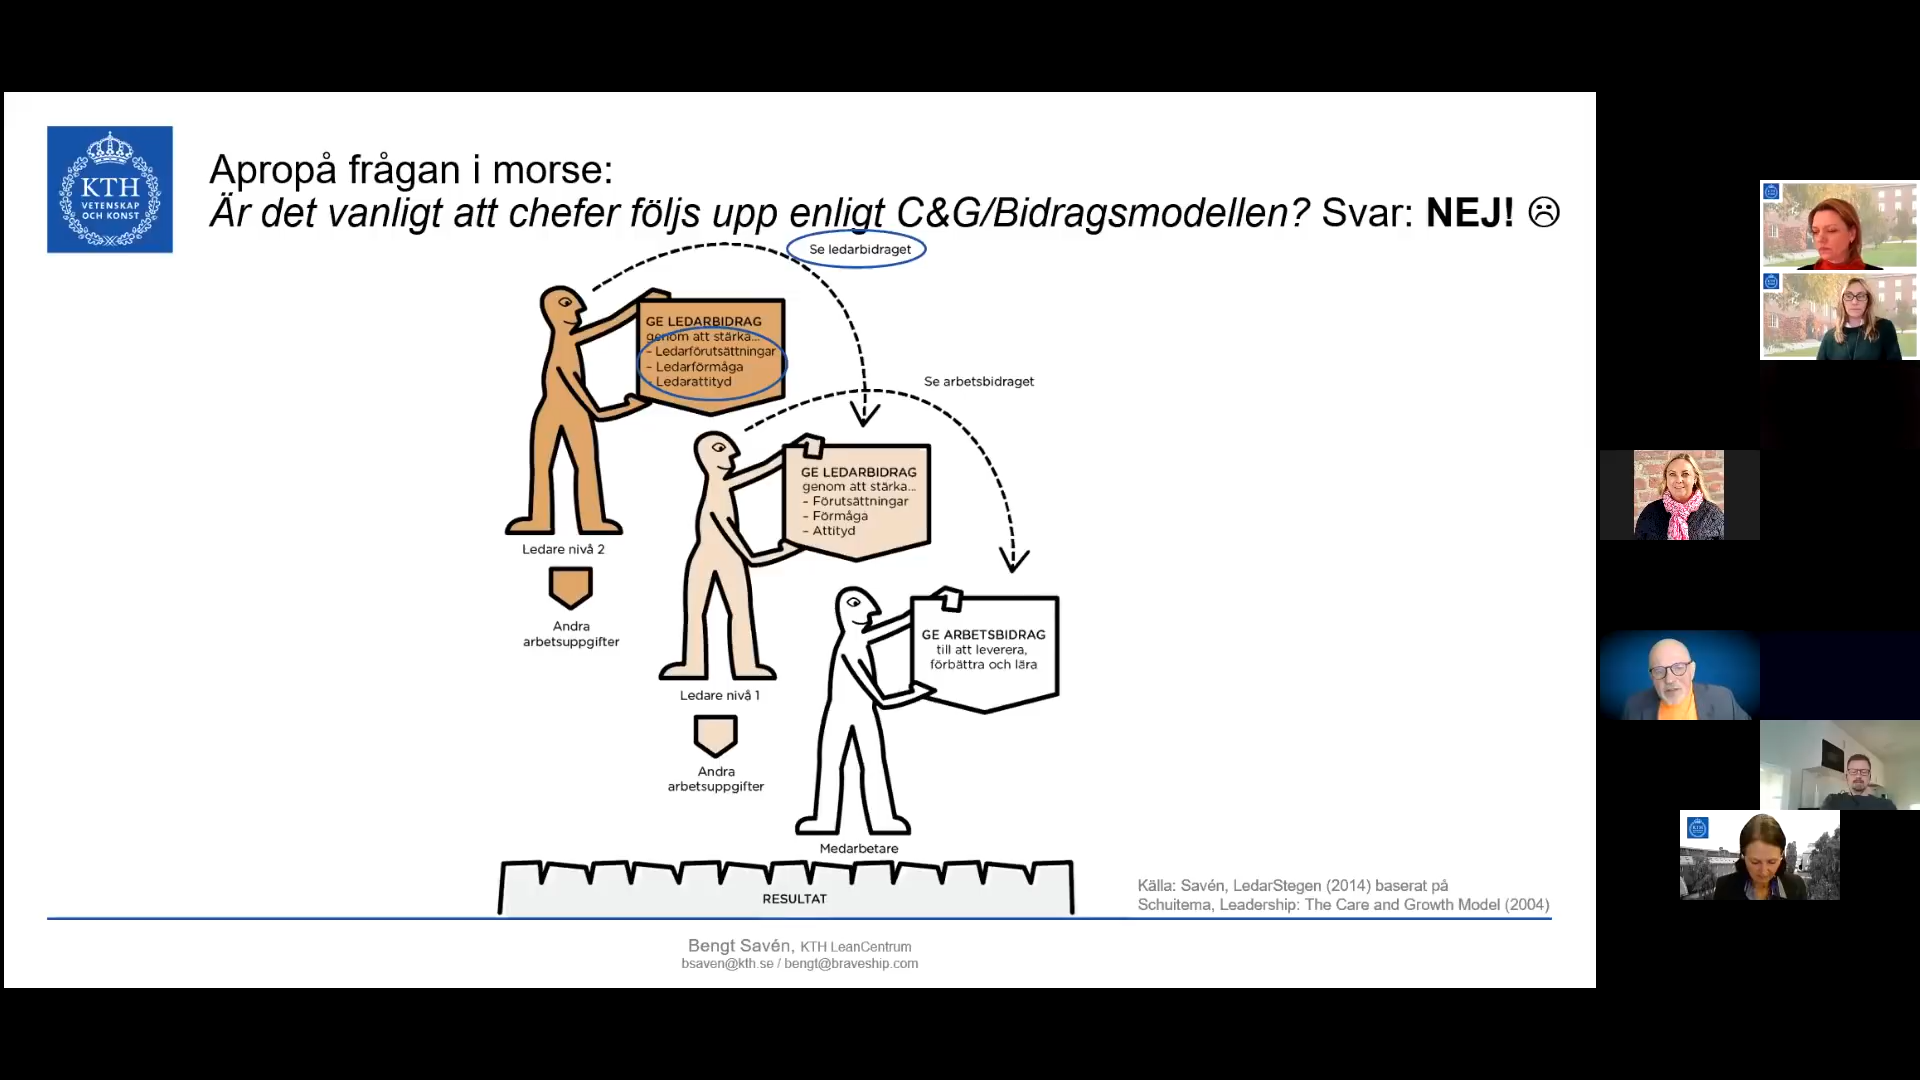 KTH
VETENSKAP
OCH KONST
Apropå frågan i morse:
Är det vanligt att chefer följs upp enligt C&G/Bidragsmodellen? Svar: NEJ! ☹
Se ledarbidraget
GE LEDARBIDRAG
genom att stärka...
- Ledarförutsättningar
- Ledarförmåga
- Ledarattityd
Se arbetsbidraget
GE LEDARBIDRAG
genom att stärka...
- Förutsättningar
- Förmåga
- Attityd
Ledare nivå 2
Andra
arbetsuppgifter
GE ARBETSBIDRAG
till att leverera,
förbättra och lära
Ledare nivå 1
Andra
arbetsuppgifter
Medarbetare
RESULTAT
Källa: Savén, LedarStegen (2014) baserat på
Schuitema, Leadership: The Care and Growth Model (2004)
Bengt Savén, KTH LeanCentrum
bsaven@kth.se / bengt@braveship.com